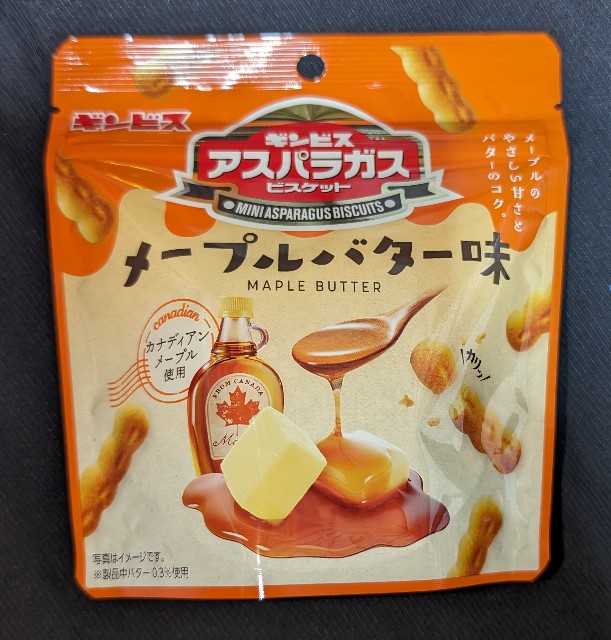 ギンビス
ギンビス
アスパラガス
ビスケット
MINI ASPARAGUS BISCUITS
メープルの
やさしい甘さと
バターのコク。
メープルバター味
MAPLE BUTTER
canadian
カナディアン
メープル
使用
FROM CANADA
カリッ
写真はイメージです。
※製品中バター0.3%使用